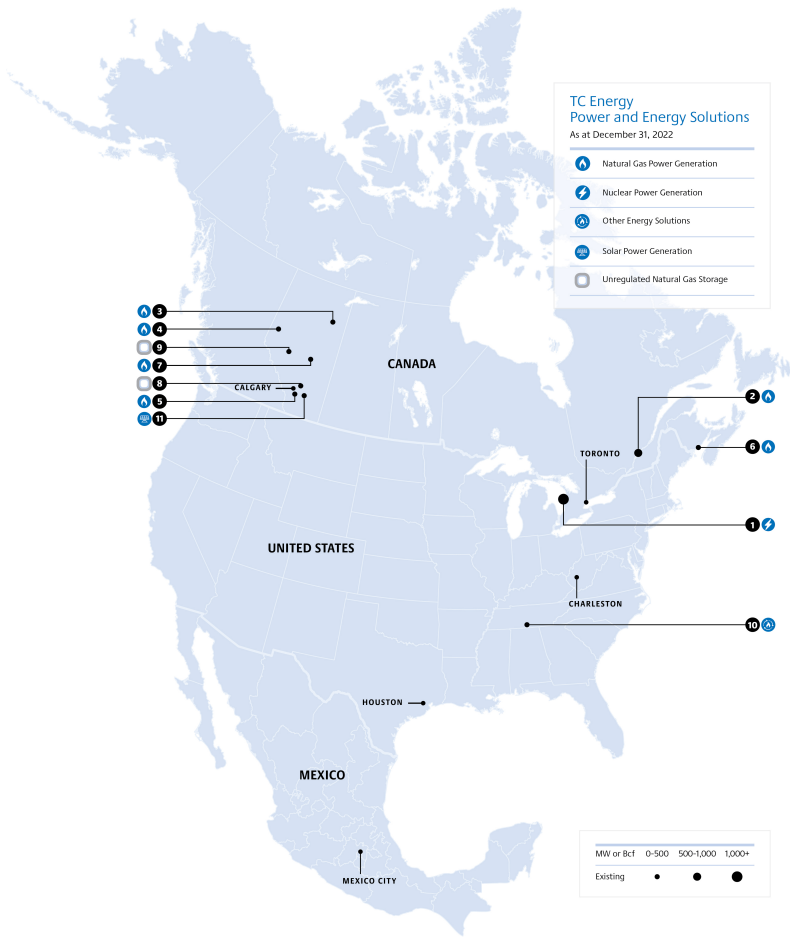 TC Energy
Power and Energy Solutions
As at December 31, 2022
Natural Gas Power Generation
Nuclear Power Generation
Other Energy Solutions
Solar Power Generation
Unregulated Natural Gas Storage
3
4
9
7
8
5
11
CALGARY
CANADA
2
6
TORONTO
1
UNITED STATES
CHARLESTON
10
HOUSTON
MEXICO
MEXICO CITY
MW or Bcf 0-500 500-1,000 1,000+
Existing